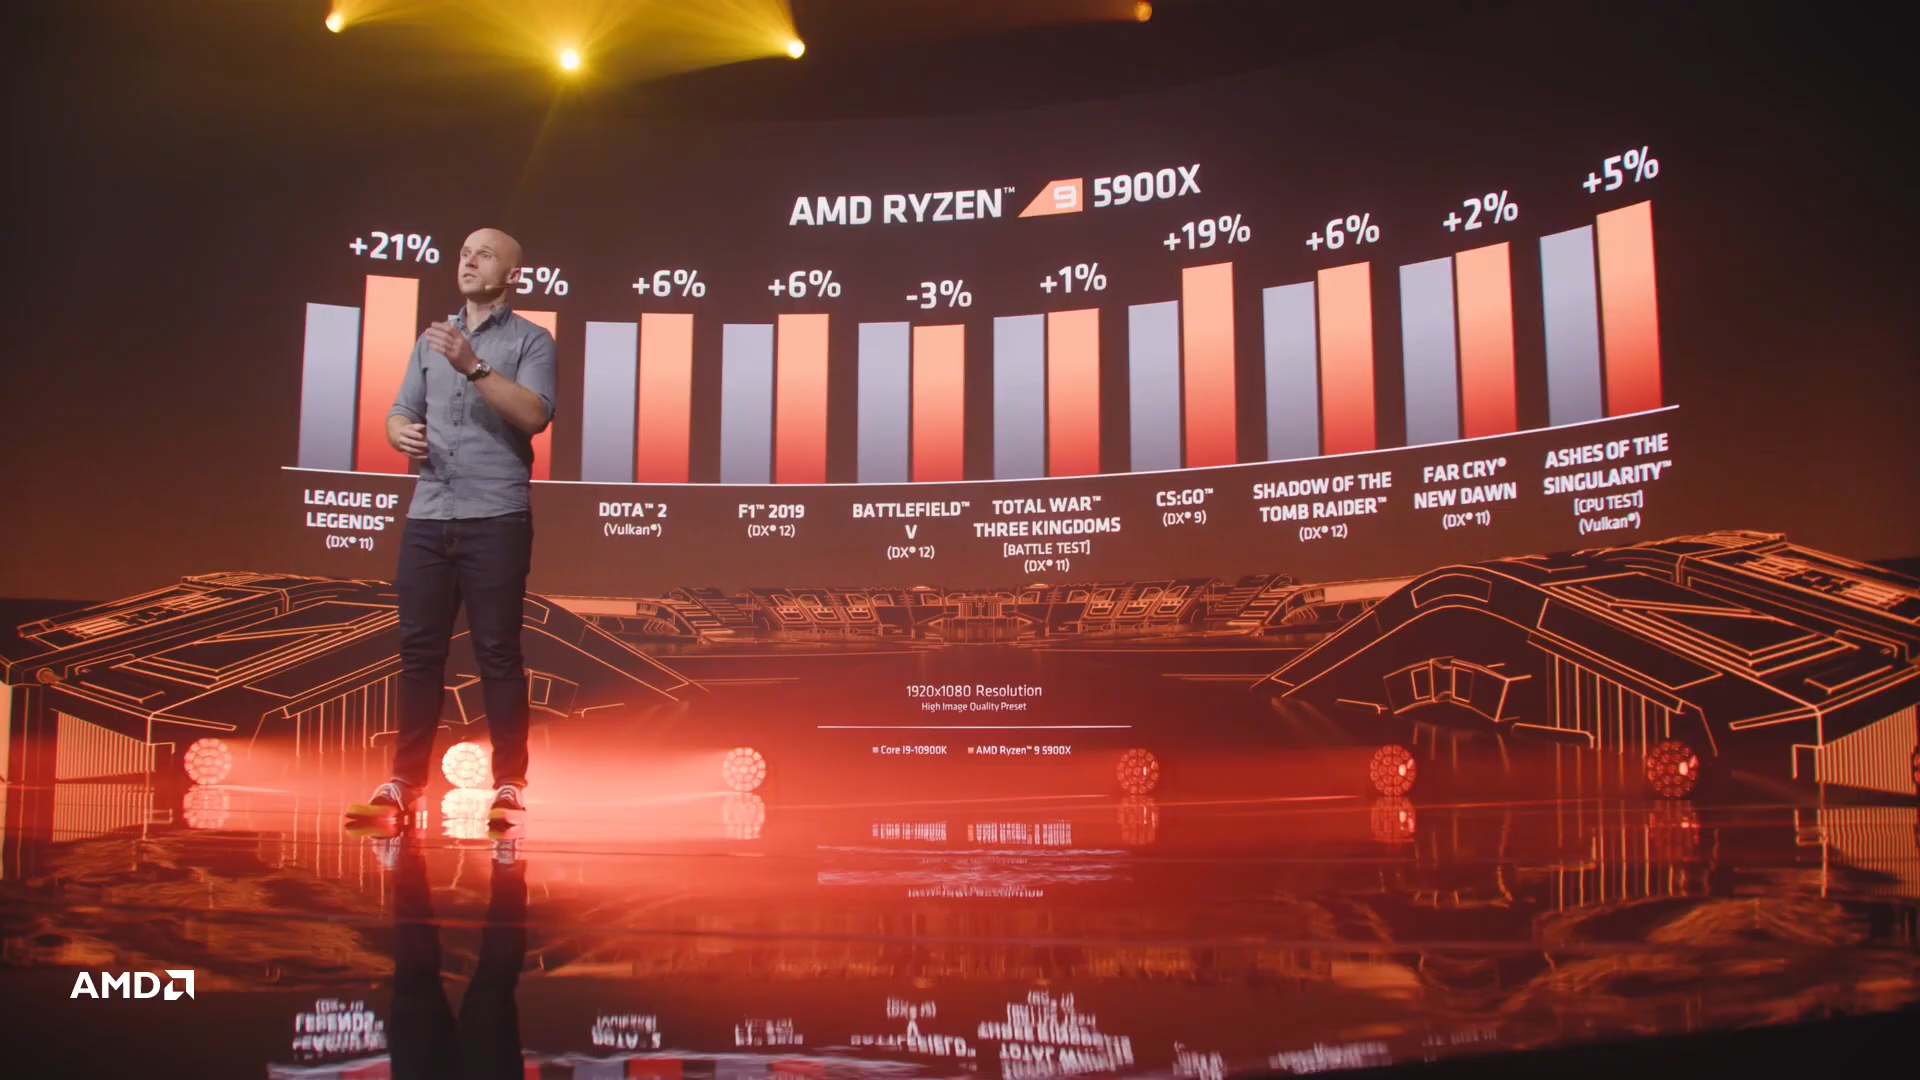 AMD RYZEN™ 9 5900X
+21%
5%
+6%
+6%
-3%
+1%
+19%
+6%
+2%
+5%
LEAGUE OF
LEGENDS™
(DX® 11)
DOTA™ 2
(Vulkan®)
F1™ 2019
(DX® 12)
BATTLEFIELD™
V
(DX® 12)
TOTAL WAR™
THREE KINGDOMS
[BATTLE TEST]
(DX® 11)
CS:GO™
(DX® 9)
SHADOW OF THE
TOMB RAIDER™
(DX® 12)
FAR CRY®
NEW DAWN
(DX® 11)
ASHES OF THE
SINGULARITY™
[CPU TEST]
(Vulkan®)
1920x1080 Resolution
High Image Quality Preset
Core i9-10900K
AMD Ryzen™ 9 5900X
AMD